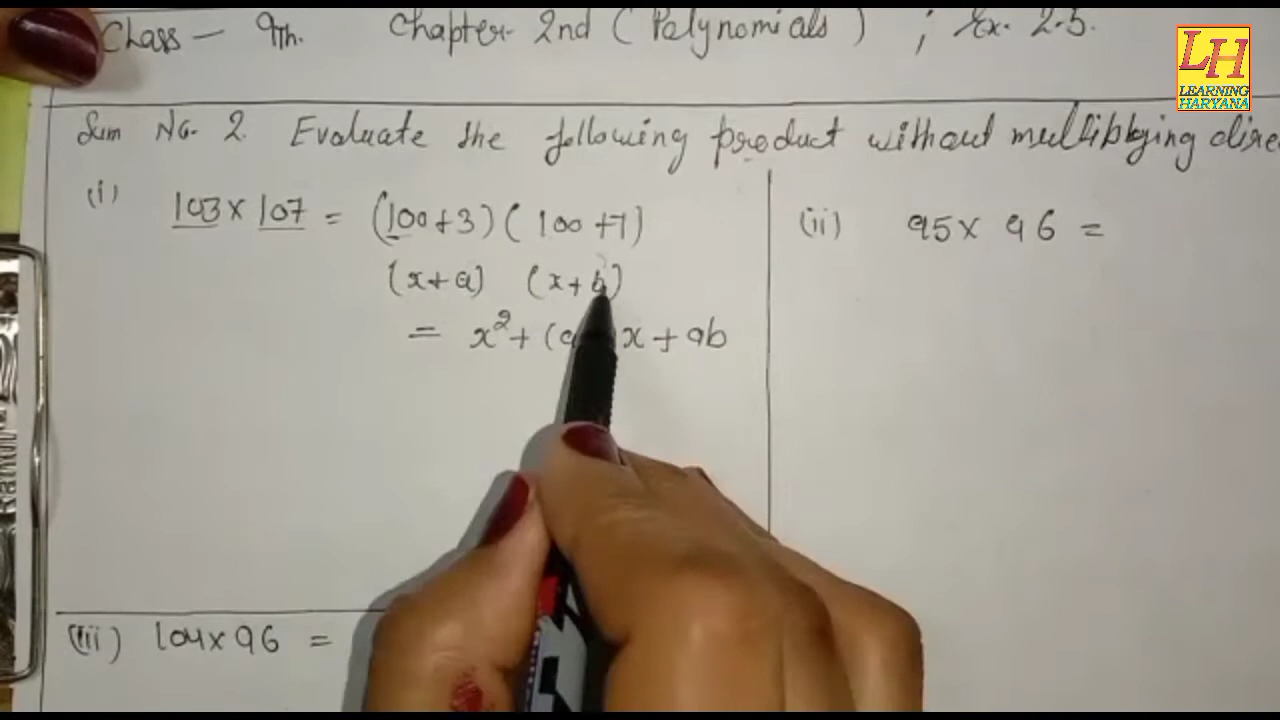 Class - 9Th. Chapter 2nd ( Polynomials ) ; Ex. 2.5.
LH
LEARNING
HARYANA
Sum No. 2 Evaluate the following product without multiplying dire
(i) 103 x 107 = (100+3) ( 100 +7)
(x+a) (x+b)
= x² + (a x + ab
(ii) 95 x 96 =
(iii) 104 x 96 =